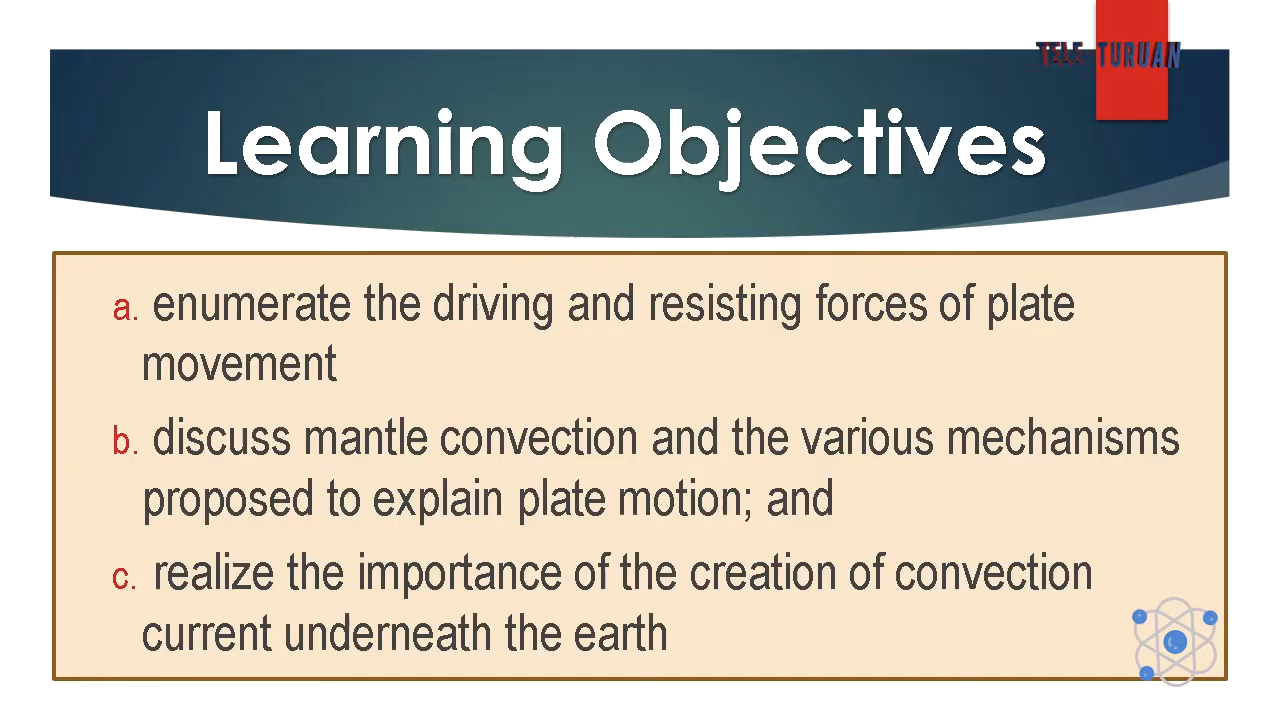 TELE TURUAN
Learning Objectives
a. enumerate the driving and resisting forces of plate
movement
b. discuss mantle convection and the various mechanisms
proposed to explain plate motion; and
c. realize the importance of the creation of convection
current underneath the earth